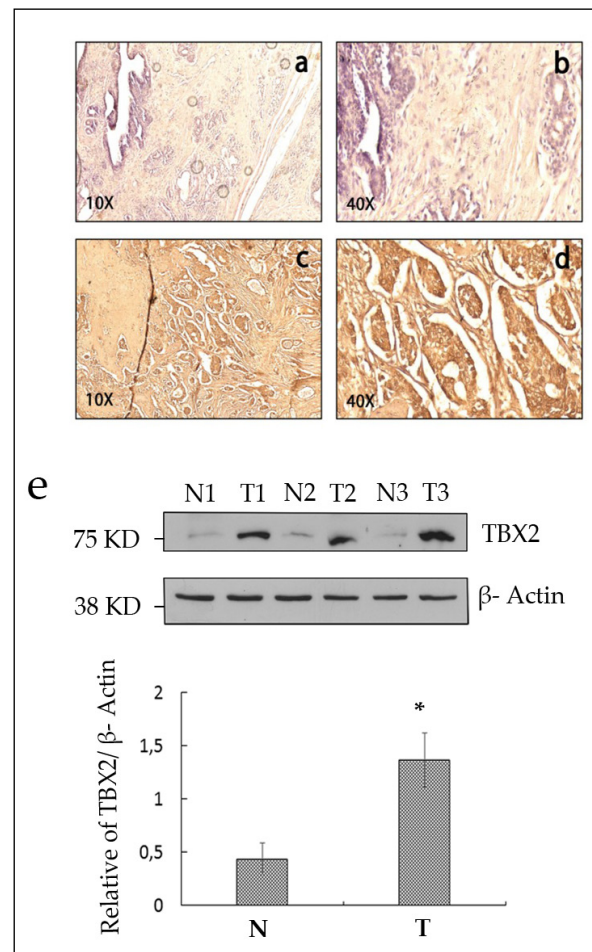 a
b
10X
40X
c
d
10X
40X
e
N1 T1 N2 T2 N3 T3
75 KD
TBX2
38 KD
β- Actin
Relative of TBX2/ β- Actin
2
1,5
1
0,5
0
*
N
T